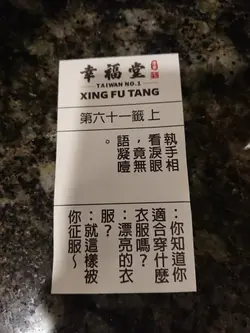 幸福堂
TAIWAN NO.1
XING FU TANG
第六十一籤 上
執手相
看淚眼
，竟無
語凝噎
。
：你知道你
適合穿什麼
衣服嗎？
：漂亮的衣
服？
：就這樣被
你征服～